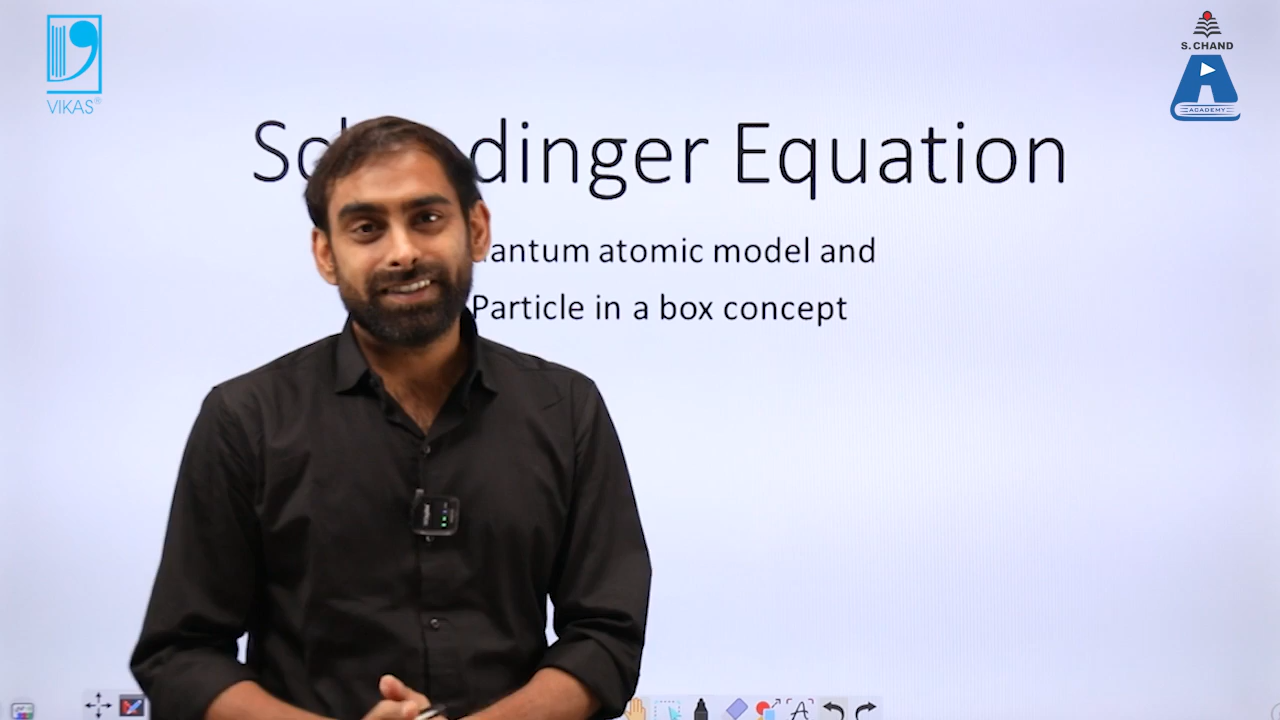 VIKAS®
S. CHAND
ACADEMY
dinger Equation
antum atomic model and
Particle in a box concept